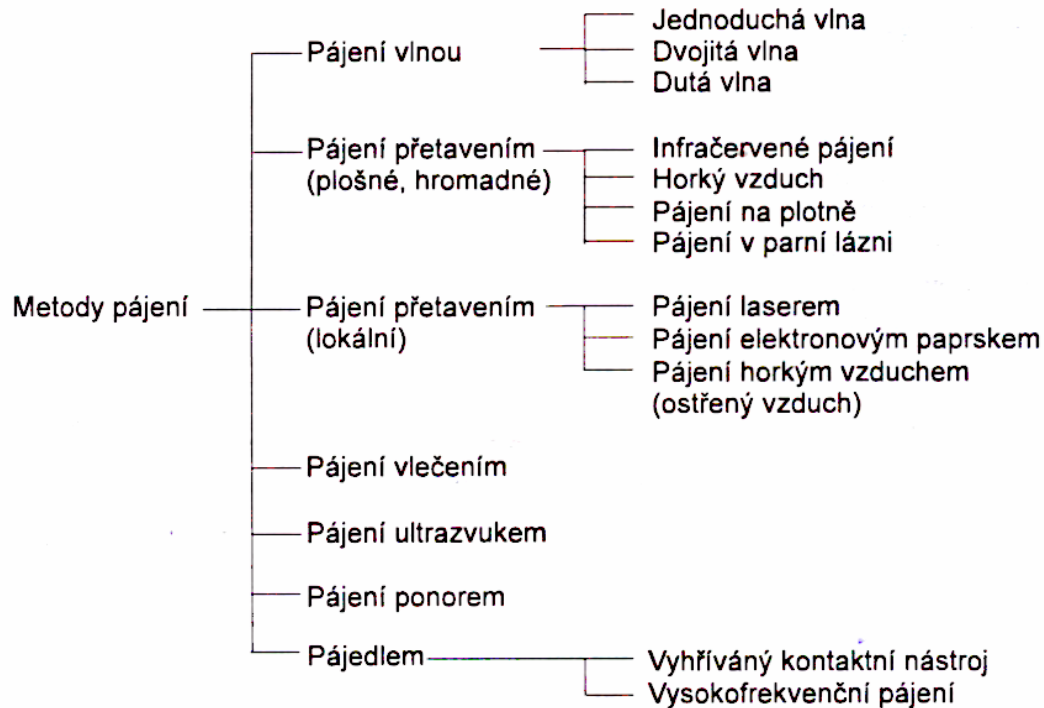 Metody pájení
Pájení vlnou
Jednoduchá vlna
Dvojitá vlna
Dutá vlna
Pájení přetavením
(plošné, hromadné)
Infračervené pájení
Horký vzduch
Pájení na plotně
Pájení v parní lázni
Pájení přetavením
(lokální)
Pájení laserem
Pájení elektronovým paprskem
Pájení horkým vzduchem
(ostřený vzduch)
Pájení vlečením
Pájení ultrazvukem
Pájení ponorem
Pájedlem
Vyhříváný kontaktní nástroj
Vysokofrekvenční pájení